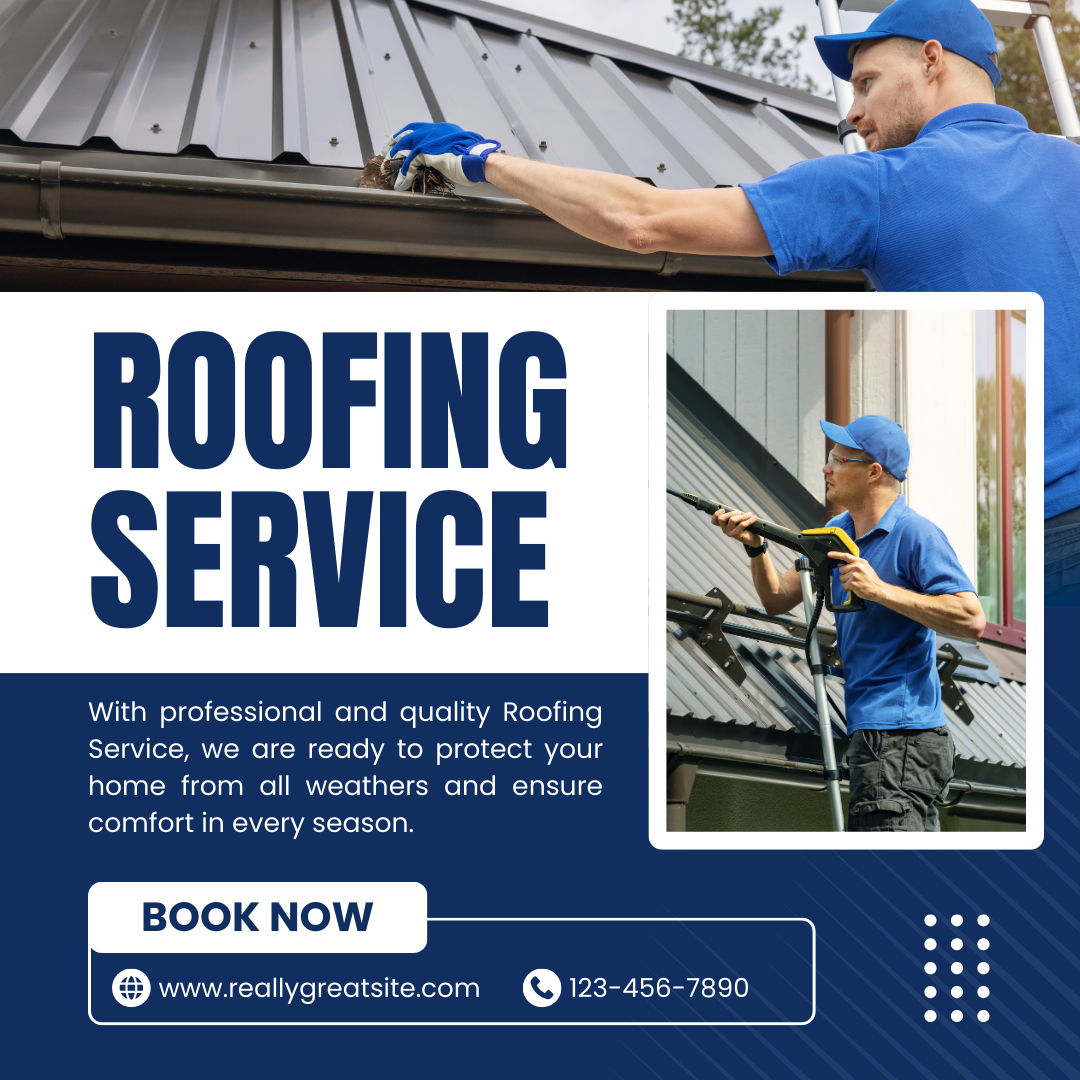 ROOFING
SERVICE
With professional and quality Roofing
Service, we are ready to protect your
home from all weathers and ensure
comfort in every season.
BOOK NOW
www.reallygreatsite.com
123-456-7890